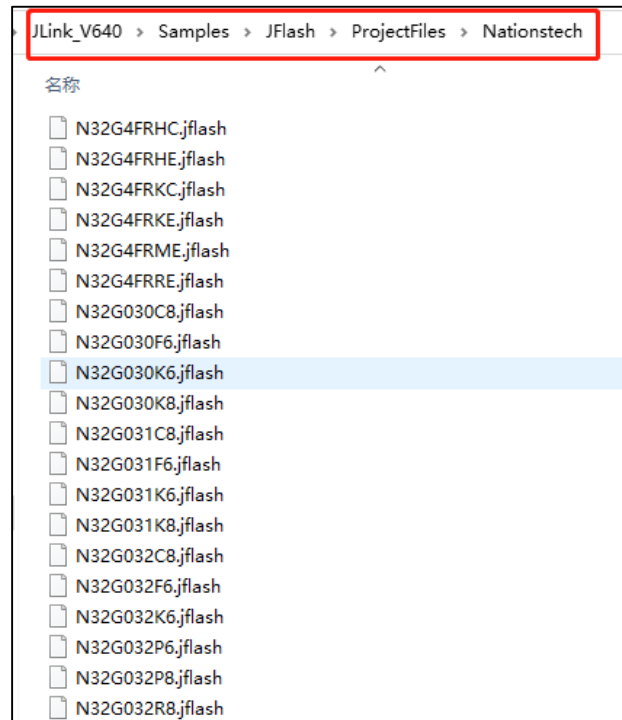 JLink_V640 > Samples > JFlash > ProjectFiles > Nationstech
名称
N32G4FRHC.jflash
N32G4FRHE.jflash
N32G4FRKC.jflash
N32G4FRKE.jflash
N32G4FRME.jflash
N32G4FRRE.jflash
N32G030C8.jflash
N32G030F6.jflash
N32G030K6.jflash
N32G030K8.jflash
N32G031C8.jflash
N32G031F6.jflash
N32G031K6.jflash
N32G031K8.jflash
N32G032C8.jflash
N32G032F6.jflash
N32G032K6.jflash
N32G032P6.jflash
N32G032P8.jflash
N32G032R8.jflash